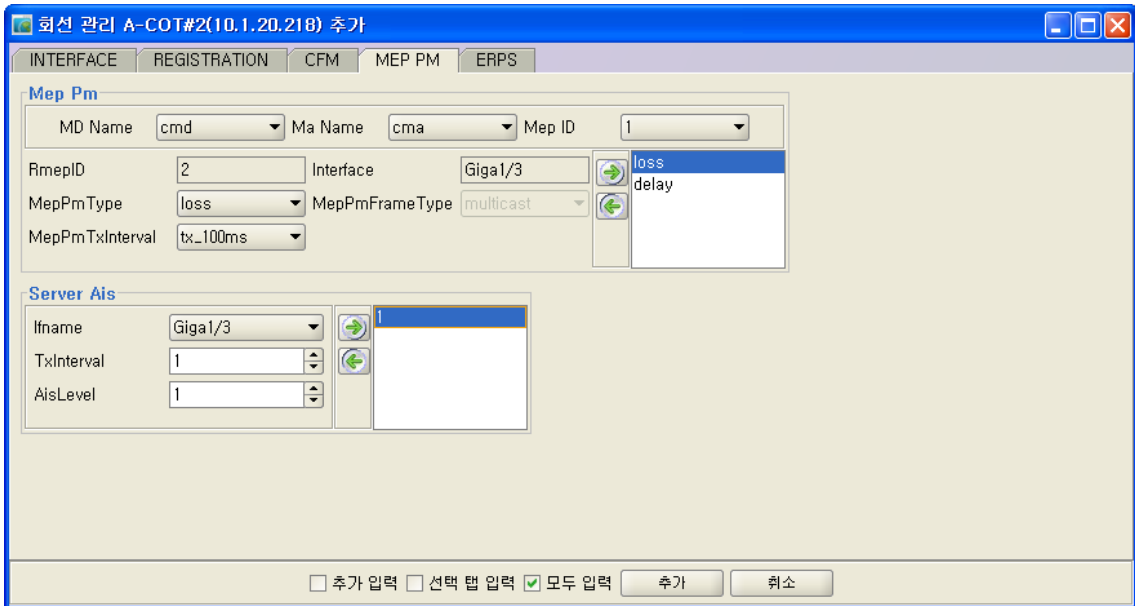 회선 관리 A-COT#2(10.1.20.218) 추가
INTERFACE REGISTRATION CFM MEP PM ERPS
Mep Pm
MD Name cmd Ma Name cma Mep ID 1
RmepID 2 Interface Giga1/3 loss
delay
MepPmType loss MepPmFrameType multicast
MepPmTxInterval tx_100ms
Server Ais
Ifname Giga1/3 1
TxInterval 1
AisLevel 1
추가 입력 선택 탭 입력 모두 입력 추가 취소